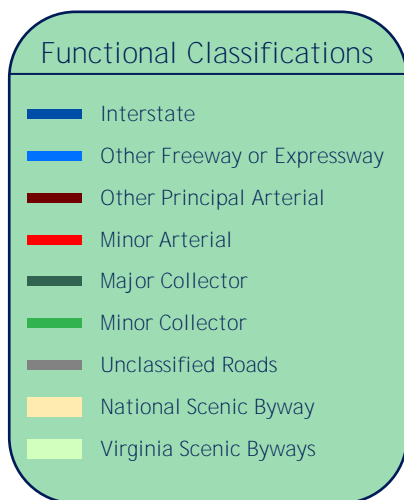 Functional Classifications
Interstate
Other Freeway or Expressway
Other Principal Arterial
Minor Arterial
Major Collector
Minor Collector
Unclassified Roads
National Scenic Byway
Virginia Scenic Byways